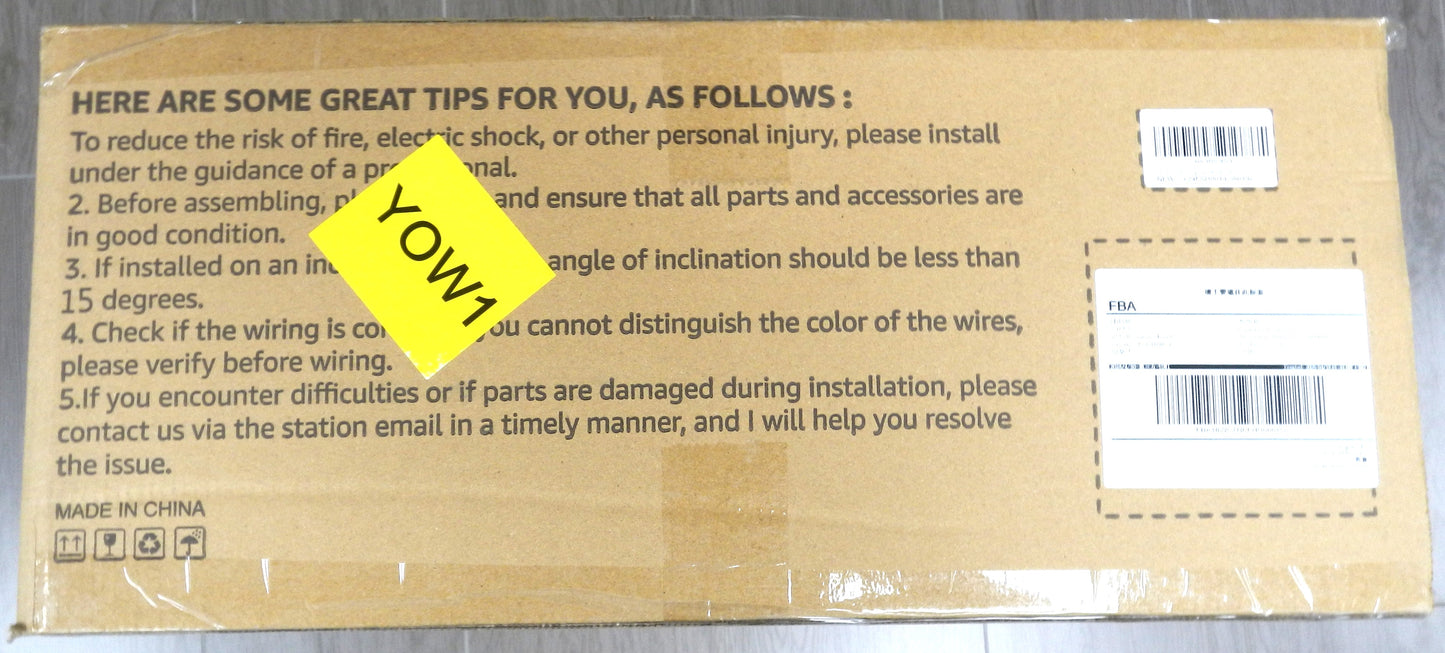 HERE ARE SOME GREAT TIPS FOR YOU, AS FOLLOWS :
To reduce the risk of fire, electric shock, or other personal injury, please install
under the guidance of a pr onal.
2. Before assembling, pl and ensure that all parts and accessories are
in good condition.
3. If installed on an inc angle of inclination should be less than
15 degrees.
4. Check if the wiring is cor you cannot distinguish the color of the wires,
please verify before wiring.
5.If you encounter difficulties or if parts are damaged during installation, please
contact us via the station email in a timely manner, and I will help you resolve
the issue.
MADE IN CHINA
YOW1
FBA